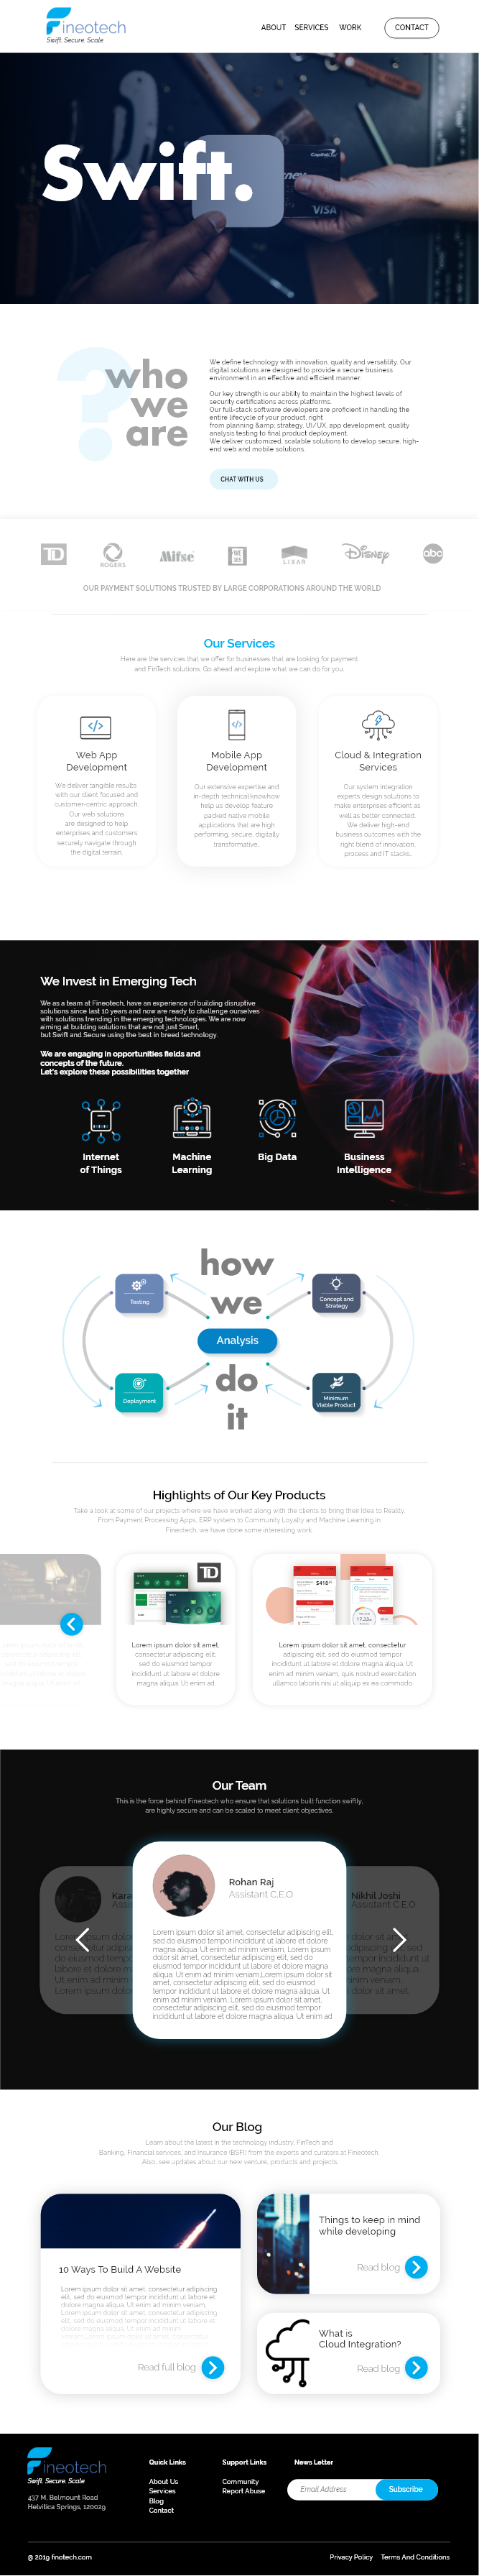 Fineotech
Swift. Secure. Scale
ABOUT SERVICES WORK CONTACT
Swift.
Capital
VISA
? who
we
are
We define technology with innovation, quality and versatility. Our
digital solutions are designed to provide a secure business
environment in an effective and efficient manner.
Our key strength is our ability to maintain the highest levels of
security certifications across platforms.
Our full-stack software developers are proficient in handling the
entire lifecycle of your product, right
from planning &amp; strategy, UI/UX, app development, quality
analysis testing to final product deployment.
We deliver customized, scalable solutions to develop secure, high-
end web and mobile solutions.
CHAT WITH US
TD
ROGERS
Mifse
LIXAR
Disney
abc
OUR PAYMENT SOLUTIONS TRUSTED BY LARGE CORPORATIONS AROUND THE WORLD
Our Services
Here are the services that we offer for businesses that are looking for payment
and FinTech solutions. Go ahead and explore what we can do for you.
Web App
Development
We deliver tangible results
with our client focused and
customer-centric approach.
Our web solutions
are designed to help
enterprises and customers
securely navigate through
the digital terrain.
Mobile App
Development
Our extensive expertise and
in-depth technical knowhow
help us develop feature
packed native mobile
applications that are high
performing, secure, digitally
transformative.
Cloud & Integration
Services
Our system integration
experts design solutions to
make enterprises efficient as
well as better connected.
We deliver high-end
business outcomes with the
right blend of innovation,
process and IT stacks.
We Invest in Emerging Tech
We as a team at Fineotech, have an experience of building disruptive
solutions since last 10 years and now are ready to challenge ourselves
with solutions trending in the emerging technologies. We are now
aiming at building solutions that are not just Smart,
but Swift and Secure using the best in breed technology.
We are engaging in opportunities fields and
concepts of the future.
Let's explore these possibilities together
Internet
of Things
Machine
Learning
Big Data
Business
Intelligence
how
we
Testing
Concept and
Strategy
Analysis
Deployment
Minimum
Viable Product
do
it
Highlights of Our Key Products
Take a look at some of our projects where we have worked along with the clients to bring their Idea to Reality.
From Payment Processing Apps, ERP system to Community Loyalty and Machine Learning in
Fineotech, we have done some interesting work.
TD
$418
17.23
Lorem ipsum dolor sit amet,
consectetur adipiscing elit,
sed do eiusmod tempor
incididunt ut labore et dolore
magna aliqua. Ut enim ad
Lorem ipsum dolor sit amet, consectetur
adipiscing elit, sed do eiusmod tempor
incididunt ut labore et dolore magna aliqua. Ut
enim ad minim veniam, quis nostrud exercitation
ullamco laboris nisi ut aliquip ex ea commodo
Our Team
This is the force behind Fineotech who ensure that solutions built function swiftly,
are highly secure and can be scaled to meet client objectives.
Kara
Assis
Rohan Raj
Assistant C.E.O
Nikhil Joshi
Assistant C.E.O
Lorem ipsum dolor sit amet, consectetur adipiscing elit,
sed do eiusmod tempor incididunt ut labore et dolore
magna aliqua. Ut enim ad minim veniam, Lorem ipsum
dolor sit amet, consectetur adipiscing elit, sed do
eiusmod tempor incididunt ut labore et dolore magna
aliqua. Ut enim ad minim veniam,Lorem ipsum dolor sit
amet, consectetur adipiscing elit, sed do eiusmod
tempor incididunt ut labore et dolore magna aliqua. Ut
enim ad minim veniam, Lorem ipsum dolor sit amet,
consectetur adipiscing elit, sed do eiusmod tempor
incididunt ut labore et dolore magna aliqua. Ut enim ad
Our Blog
Learn about the latest in the technology industry, FinTech and
Banking, Financial services, and Insurance (BSFI) from the experts and curators at Fineotech.
Also, see updates about our new venture, products and projects.
10 Ways To Build A Website
Lorem ipsum dolor sit amet, consectetur adipiscing
elit, sed do eiusmod tempor incididunt ut labore et
dolore magna aliqua. Ut enim ad minim veniam,
Lorem ipsum dolor sit amet, consectetur adipiscing
elit, sed do eiusmod tempor incididunt ut labore et
dolore magna aliqua. Ut enim ad minim
Read full blog
Things to keep in mind
while developing
Read blog
What is
Cloud Integration?
Read blog
Fineotech
Swift. Secure. Scale
437 M. Belmount Road
Helvitica Springs, 120029
Quick Links
About Us
Services
Blog
Contact
Support Links
Community
Report Abuse
News Letter
Email Address
Subscribe
@ 2019 finotech.com
Privacy Policy Terms And Conditions